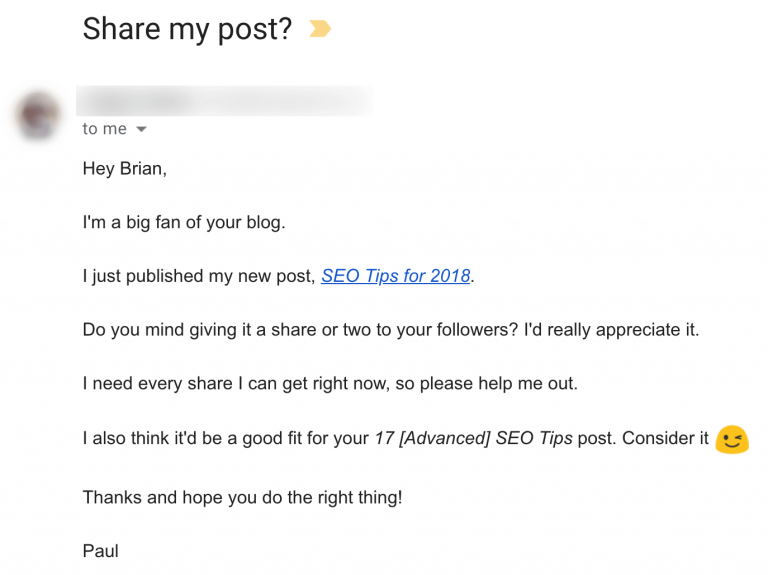 Share my post?
to me
Hey Brian,
I'm a big fan of your blog.
I just published my new post, SEO Tips for 2018.
Do you mind giving it a share or two to your followers? I'd really appreciate it.
I need every share I can get right now, so please help me out.
I also think it'd be a good fit for your 17 [Advanced] SEO Tips post. Consider it 😉
Thanks and hope you do the right thing!
Paul